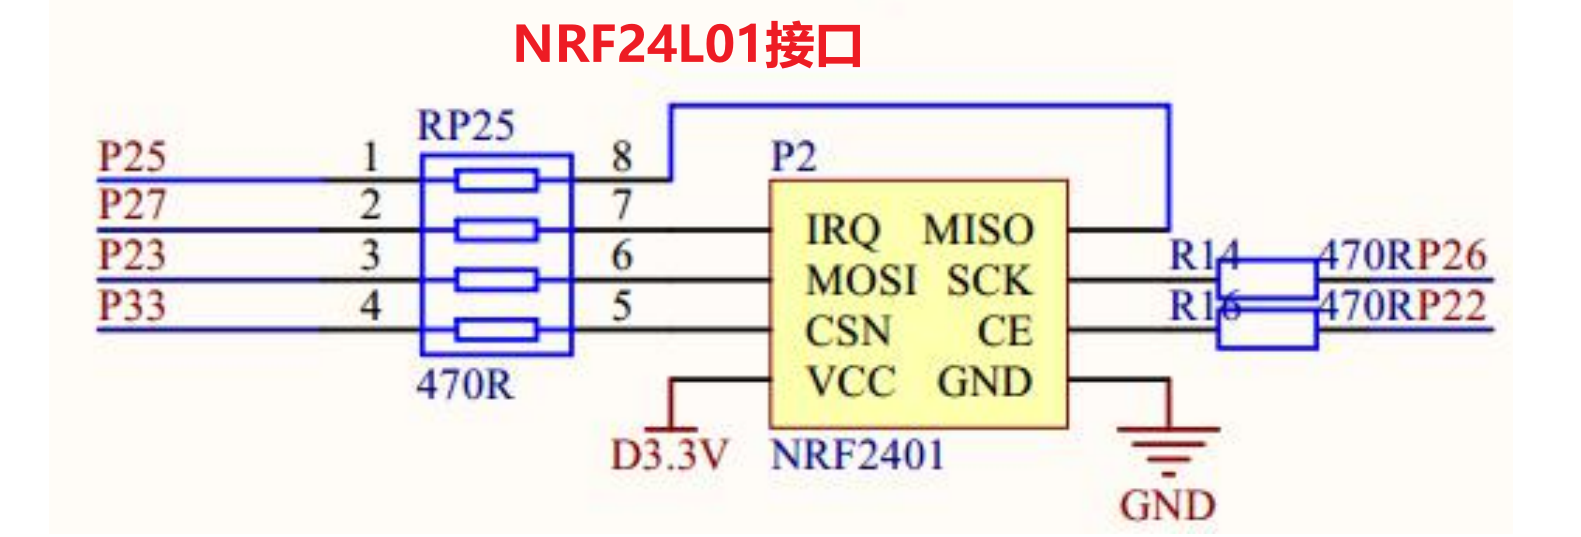 NRF24L01接口
RP25
P25 1 8 P2
P27 2 7 IRQ MISO
P23 3 6 MOSI SCK R14 470R P26
P33 4 5 CSN CE R16 470R P22
470R VCC GND
D3.3V NRF2401
GND